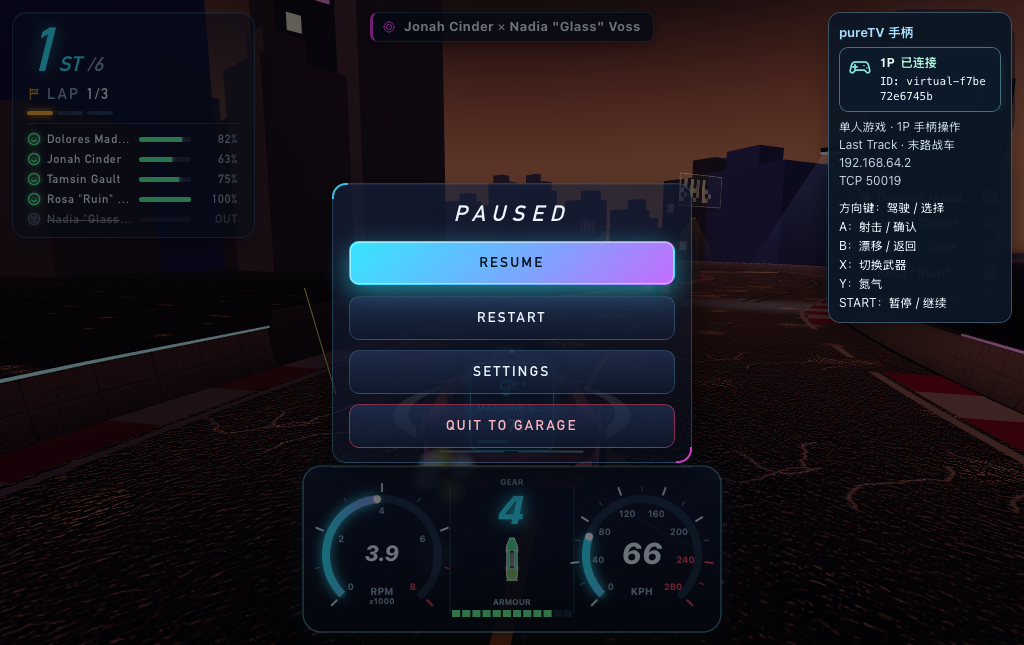 1 ST /6
LAP 1/3
Dolores Mad... 82%
Jonah Cinder 63%
Tamsin Gault 75%
Rosa "Ruin" ... 100%
Nadia "Glass... OUT
Jonah Cinder × Nadia "Glass" Voss
pureTV 手柄
1P 已连接
ID: virtual-f7be
72e6745b
单人游戏 · 1P 手柄操作
Last Track · 末路战车
192.168.64.2
TCP 50019
方向键: 驾驶 / 选择
A: 射击 / 确认
B: 漂移 / 返回
X: 切换武器
Y: 氮气
START: 暂停 / 继续
PAUSED
RESUME
RESTART
SETTINGS
QUIT TO GARAGE
0 2 4 6 8
3.9
RPM
x1000
GEAR
4
ARMOUR
0 40 80 120 160 200 240 280
66
KPH